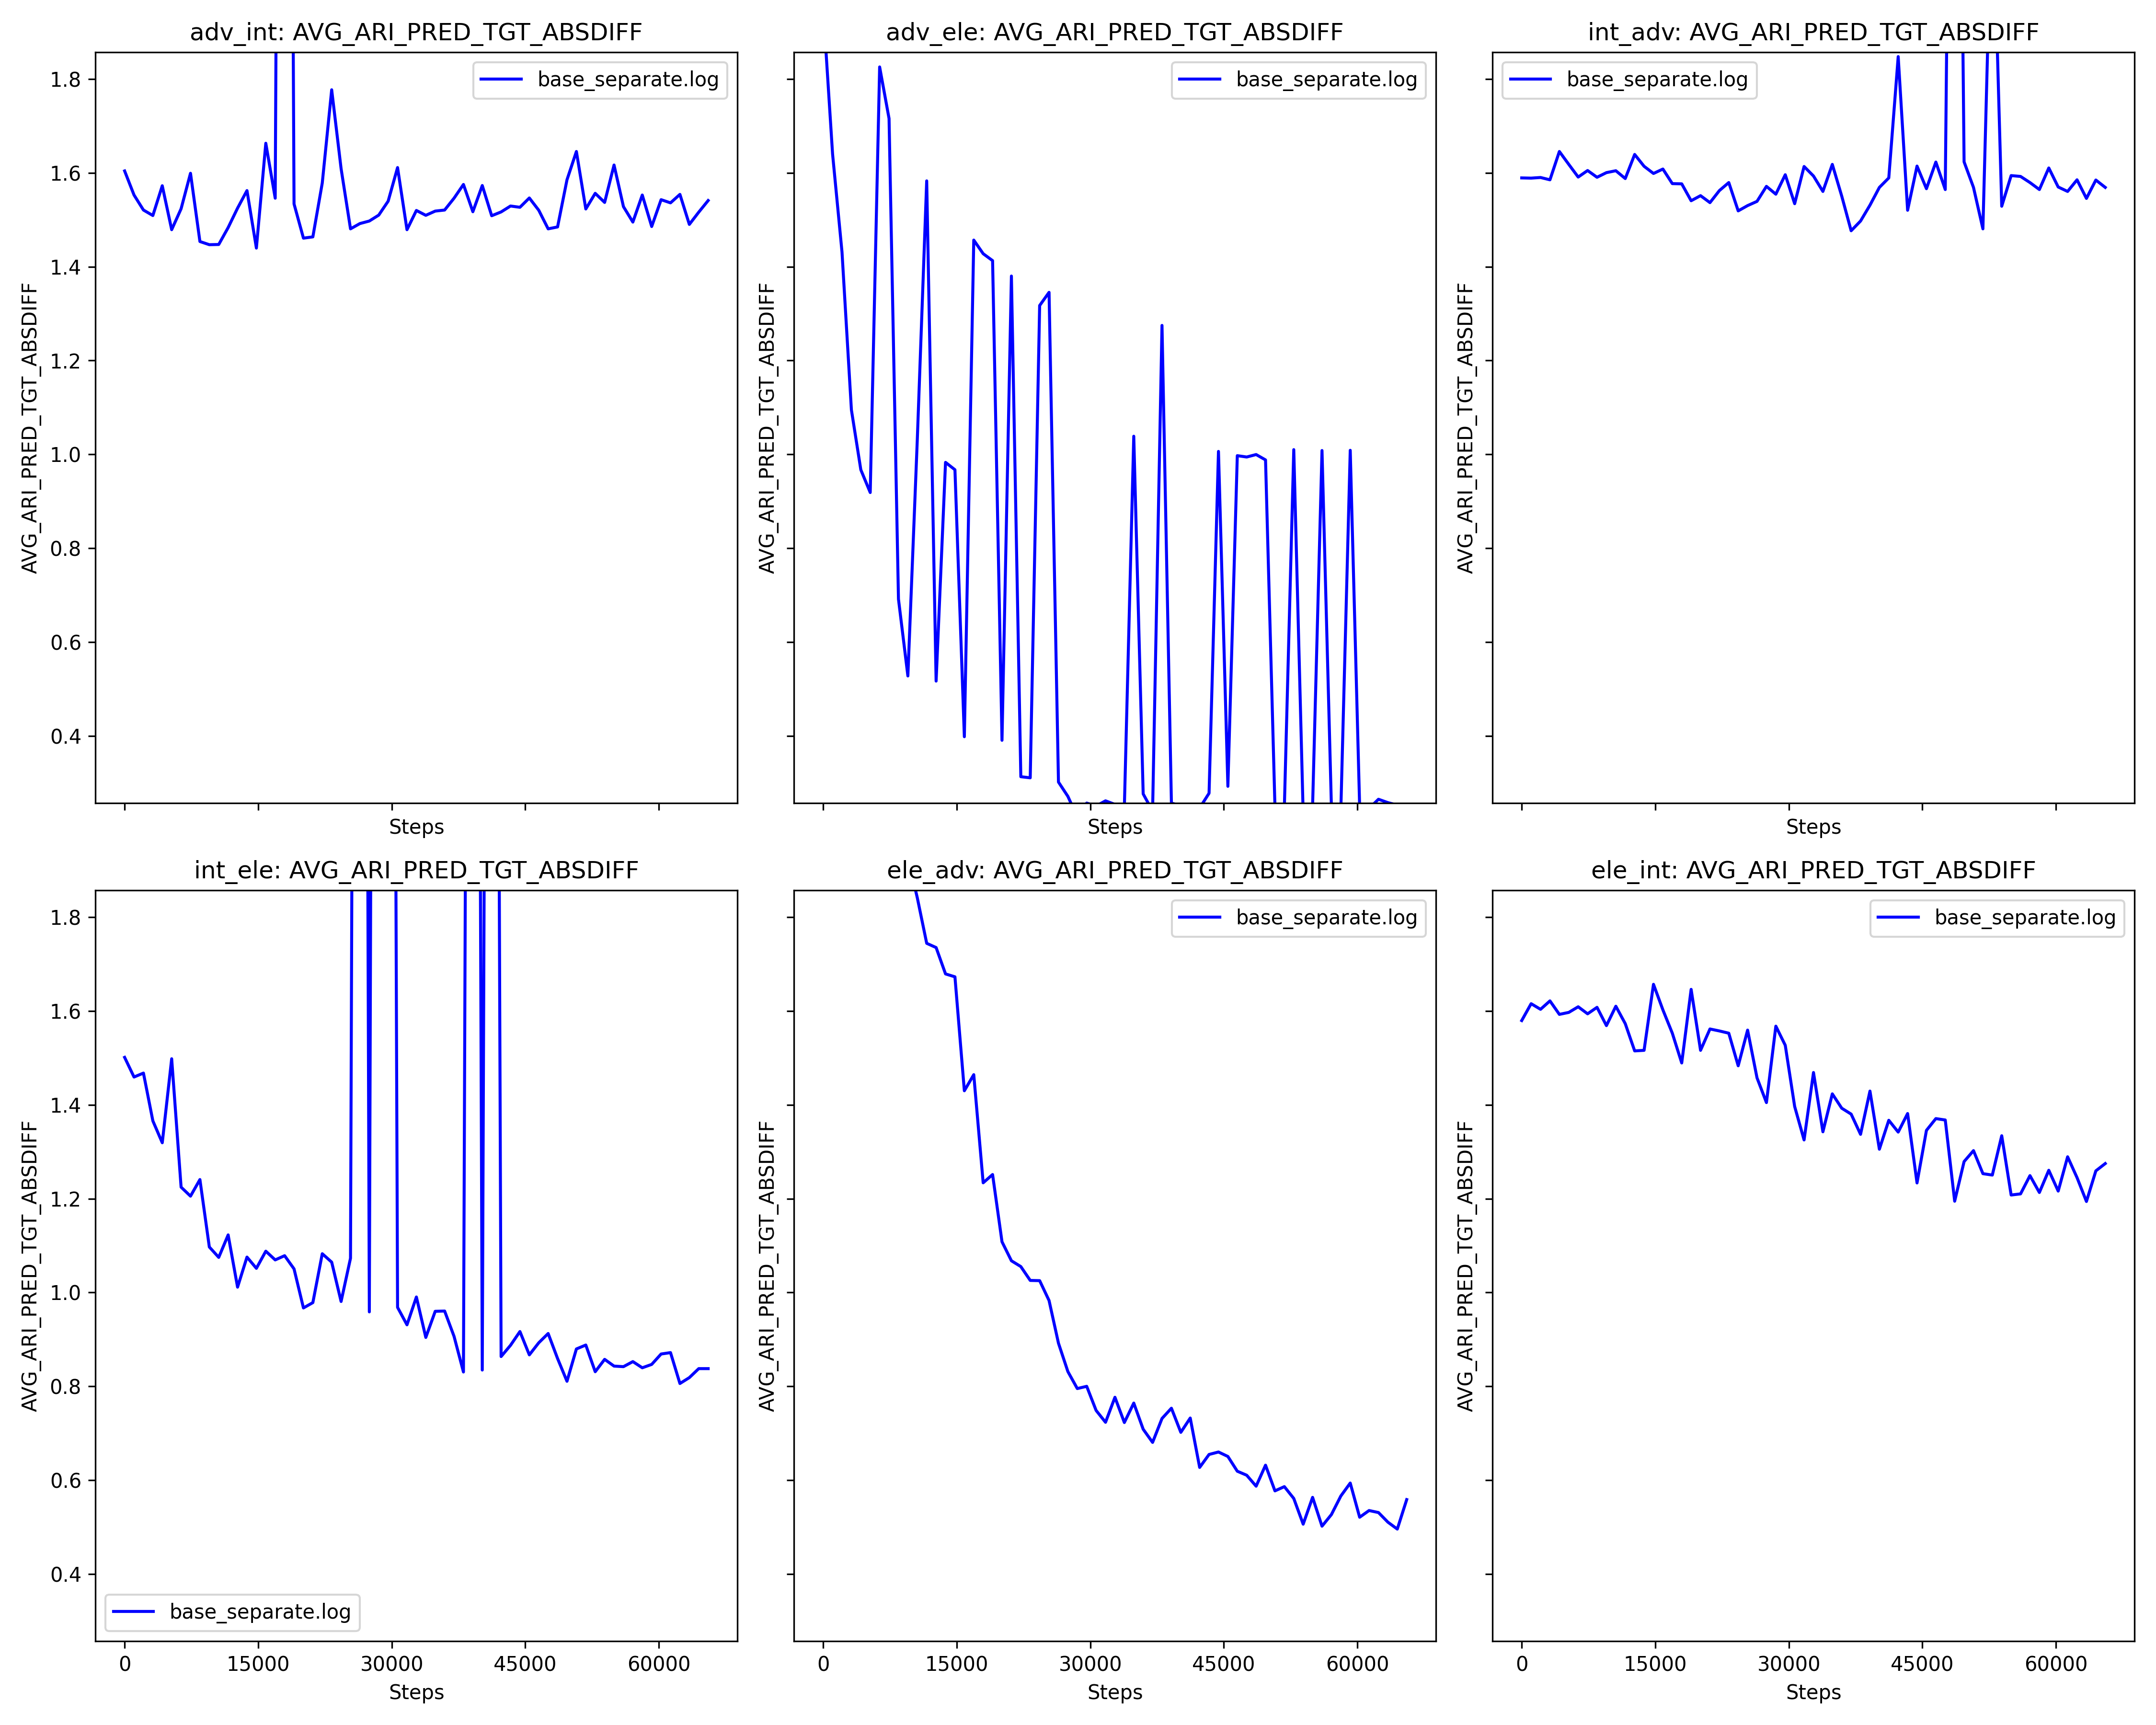 adv_int: AVG_ARI_PRED_TGT_ABSDIFF
adv_ele: AVG_ARI_PRED_TGT_ABSDIFF
int_adv: AVG_ARI_PRED_TGT_ABSDIFF
base_separate.log
base_separate.log
base_separate.log
AVG_ARI_PRED_TGT_ABSDIFF
1.8
1.6
1.4
1.2
1.0
0.8
0.6
0.4
AVG_ARI_PRED_TGT_ABSDIFF
AVG_ARI_PRED_TGT_ABSDIFF
Steps
Steps
Steps
int_ele: AVG_ARI_PRED_TGT_ABSDIFF
ele_adv: AVG_ARI_PRED_TGT_ABSDIFF
ele_int: AVG_ARI_PRED_TGT_ABSDIFF
base_separate.log
base_separate.log
AVG_ARI_PRED_TGT_ABSDIFF
1.8
1.6
1.4
1.2
1.0
0.8
0.6
0.4
AVG_ARI_PRED_TGT_ABSDIFF
AVG_ARI_PRED_TGT_ABSDIFF
base_separate.log
0 15000 30000 45000 60000
0 15000 30000 45000 60000
0 15000 30000 45000 60000
Steps
Steps
Steps